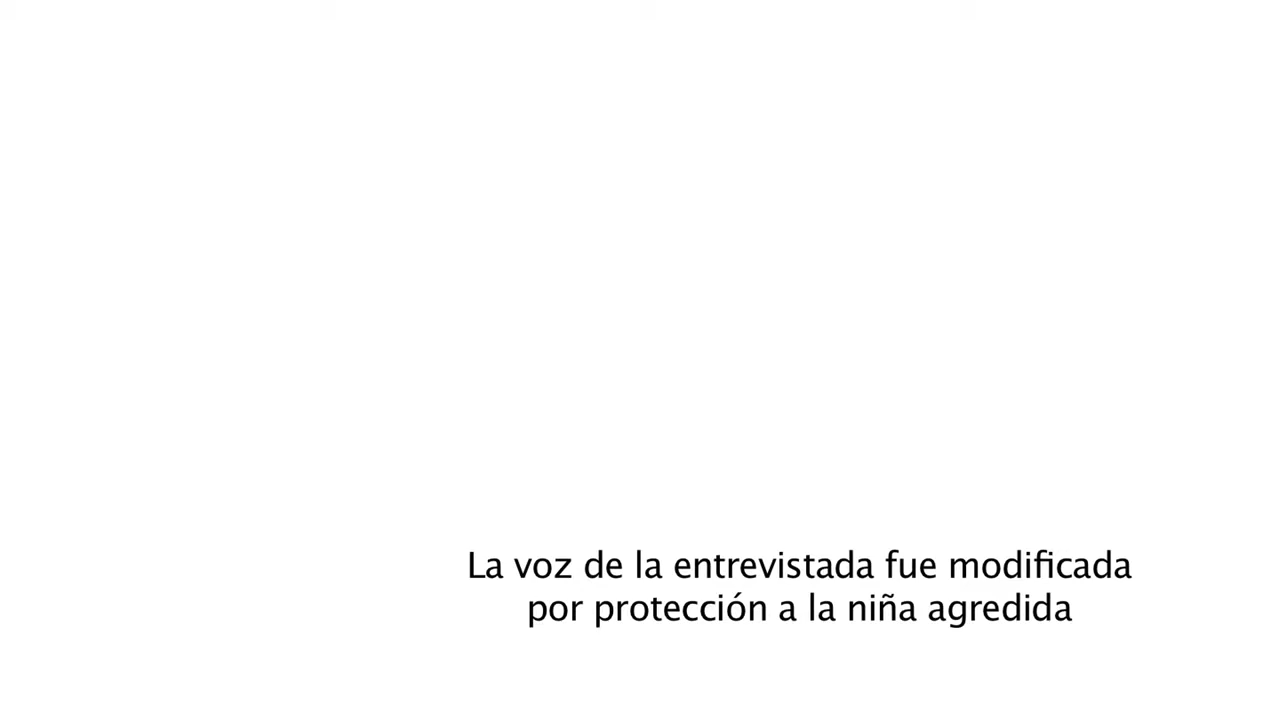 La voz de la entrevistada fue modificada
por protección a la niña agredida